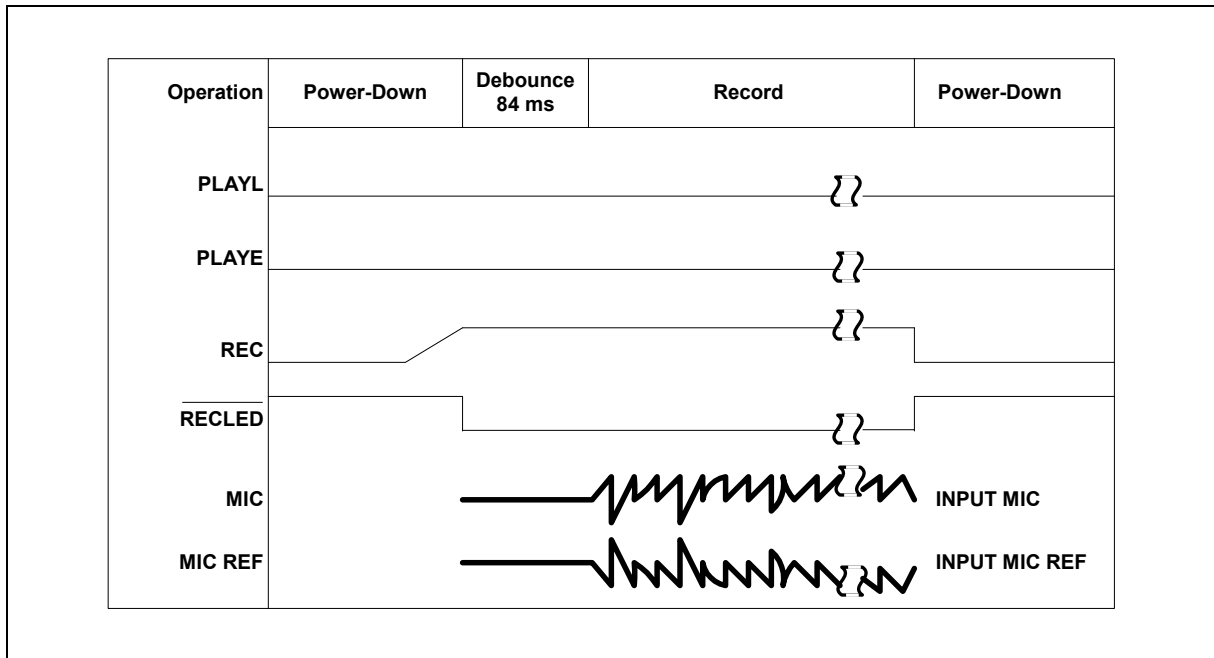 Operation
Power-Down
Debounce
84 ms
Record
Power-Down
PLAYL
PLAYE
REC
RECLED
MIC
INPUT MIC
MIC REF
INPUT MIC REF